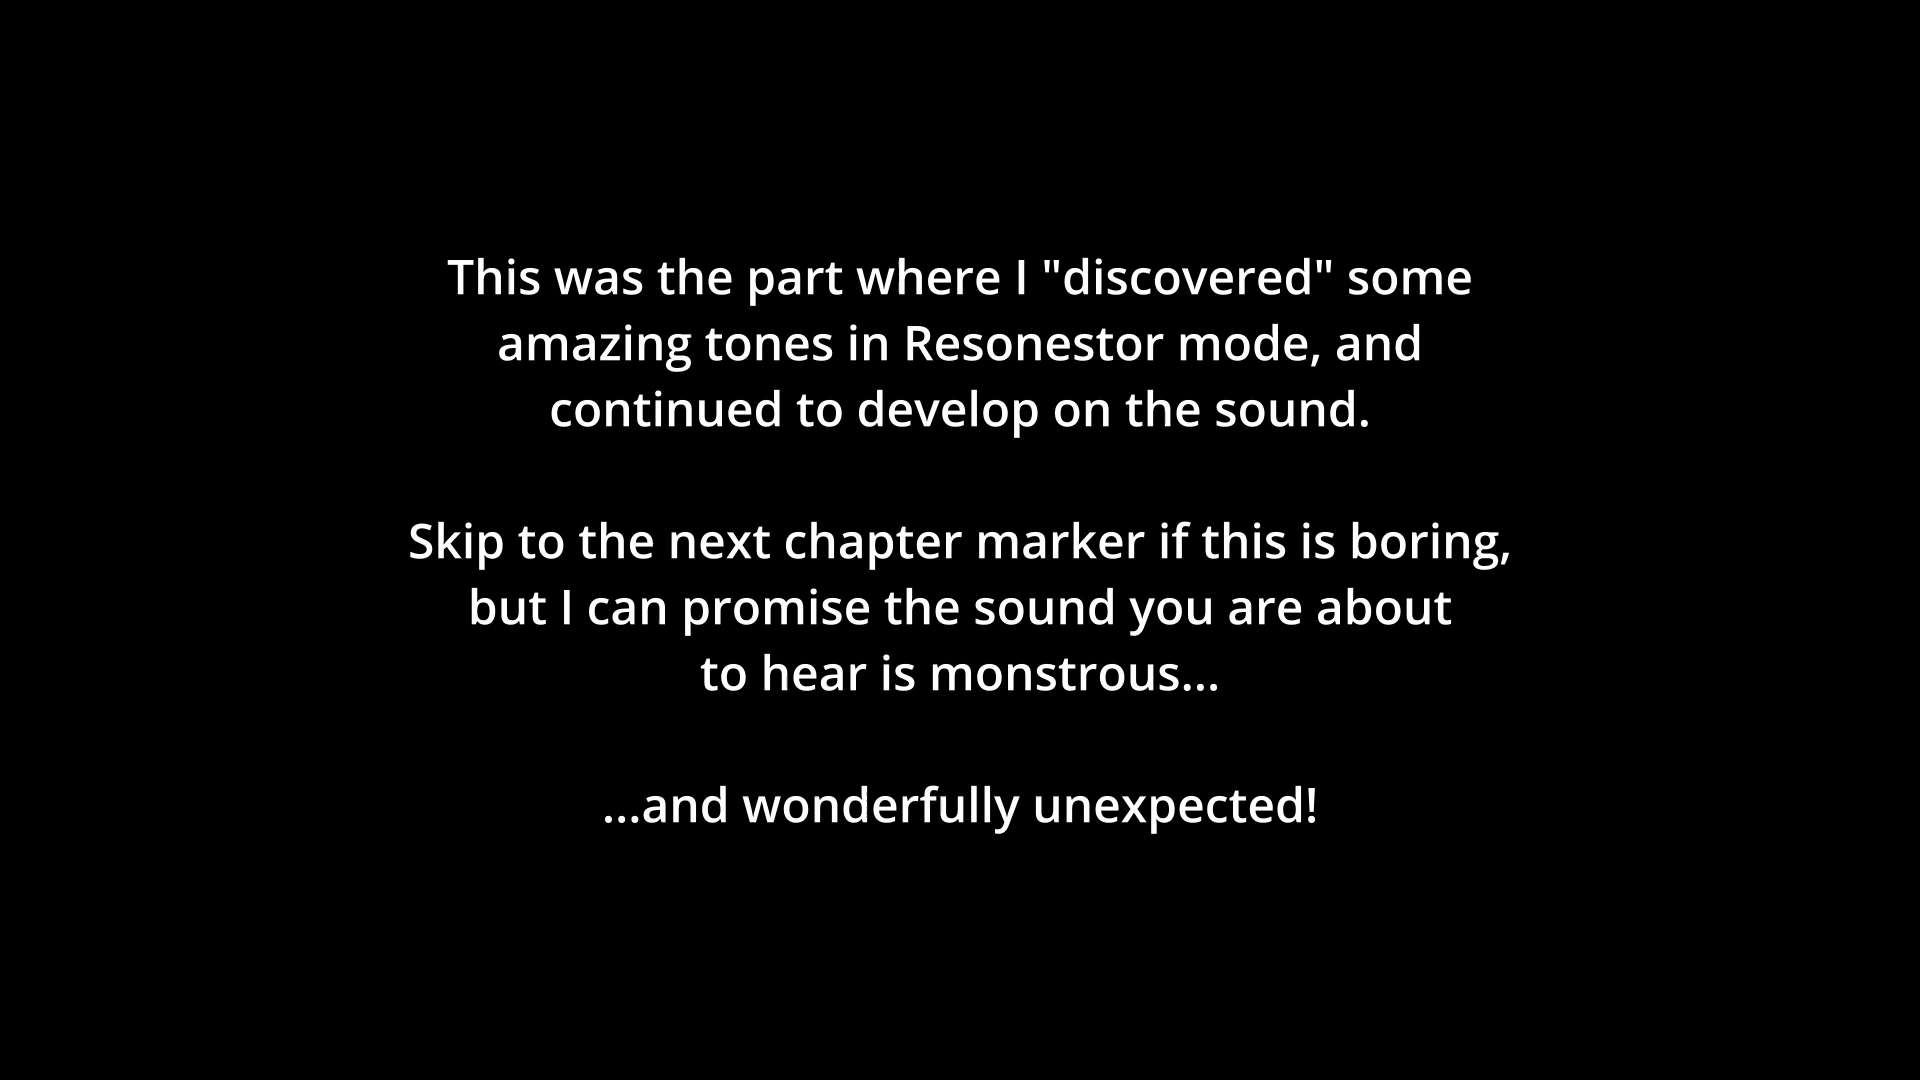 This was the part where I "discovered" some
amazing tones in Resonestor mode, and
continued to develop on the sound.
Skip to the next chapter marker if this is boring,
but I can promise the sound you are about
to hear is monstrous...
...and wonderfully unexpected!